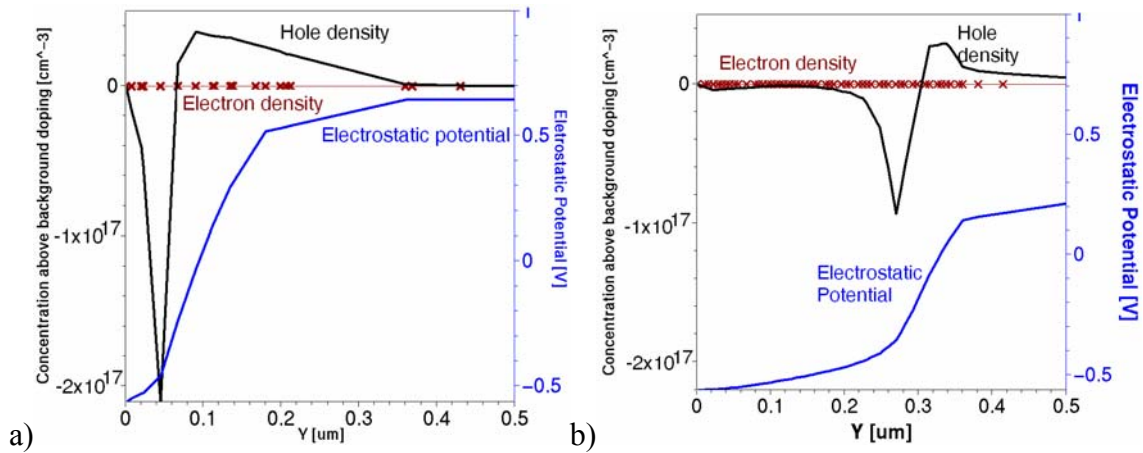 Concentration above background doping [cm^-3]
0
-1x10^17
-2x10^17
Hole density
Electron density
Electrostatic potential
1
0.5
0
-0.5
Eletrostatic Potential [V]
0 0.1 0.2 0.3 0.4 0.5
Y [um]
a)
Concentration above background doping [cm^-3]
0
-1x10^17
-2x10^17
Electron density
Hole
density
Electrostatic
Potential
1
0.5
0
-0.5
Electrostatic Potential [V]
0 0.1 0.2 0.3 0.4 0.5
Y [um]
b)